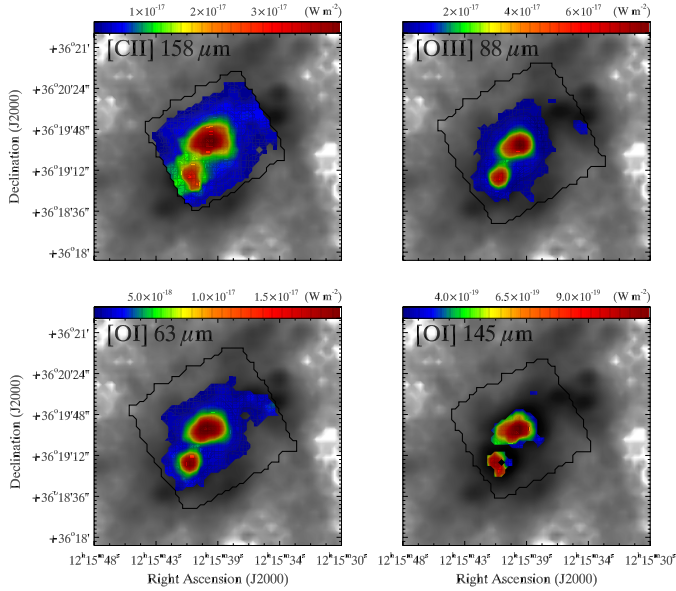 1×10⁻¹⁷ 2×10⁻¹⁷ 3×10⁻¹⁷ (W m⁻²)
2×10⁻¹⁷ 4×10⁻¹⁷ 6×10⁻¹⁷ (W m⁻²)
[CII] 158 μm
[OIII] 88 μm
+36°21'
+36°20'24"
+36°19'48"
+36°19'12"
+36°18'36"
+36°18'
Declination (J2000)
5.0×10⁻¹⁸ 1.0×10⁻¹⁷ 1.5×10⁻¹⁷ (W m⁻²)
4.0×10⁻¹⁹ 6.5×10⁻¹⁹ 9.0×10⁻¹⁹ (W m⁻²)
[OI] 63 μm
[OI] 145 μm
+36°21'
+36°20'24"
+36°19'48"
+36°19'12"
+36°18'36"
+36°18'
Declination (J2000)
12ʰ15ᵐ48ˢ 12ʰ15ᵐ43ˢ 12ʰ15ᵐ39ˢ 12ʰ15ᵐ34ˢ 12ʰ15ᵐ30ˢ
12ʰ15ᵐ48ˢ 12ʰ15ᵐ43ˢ 12ʰ15ᵐ39ˢ 12ʰ15ᵐ34ˢ 12ʰ15ᵐ30ˢ
Right Ascension (J2000)
Right Ascension (J2000)